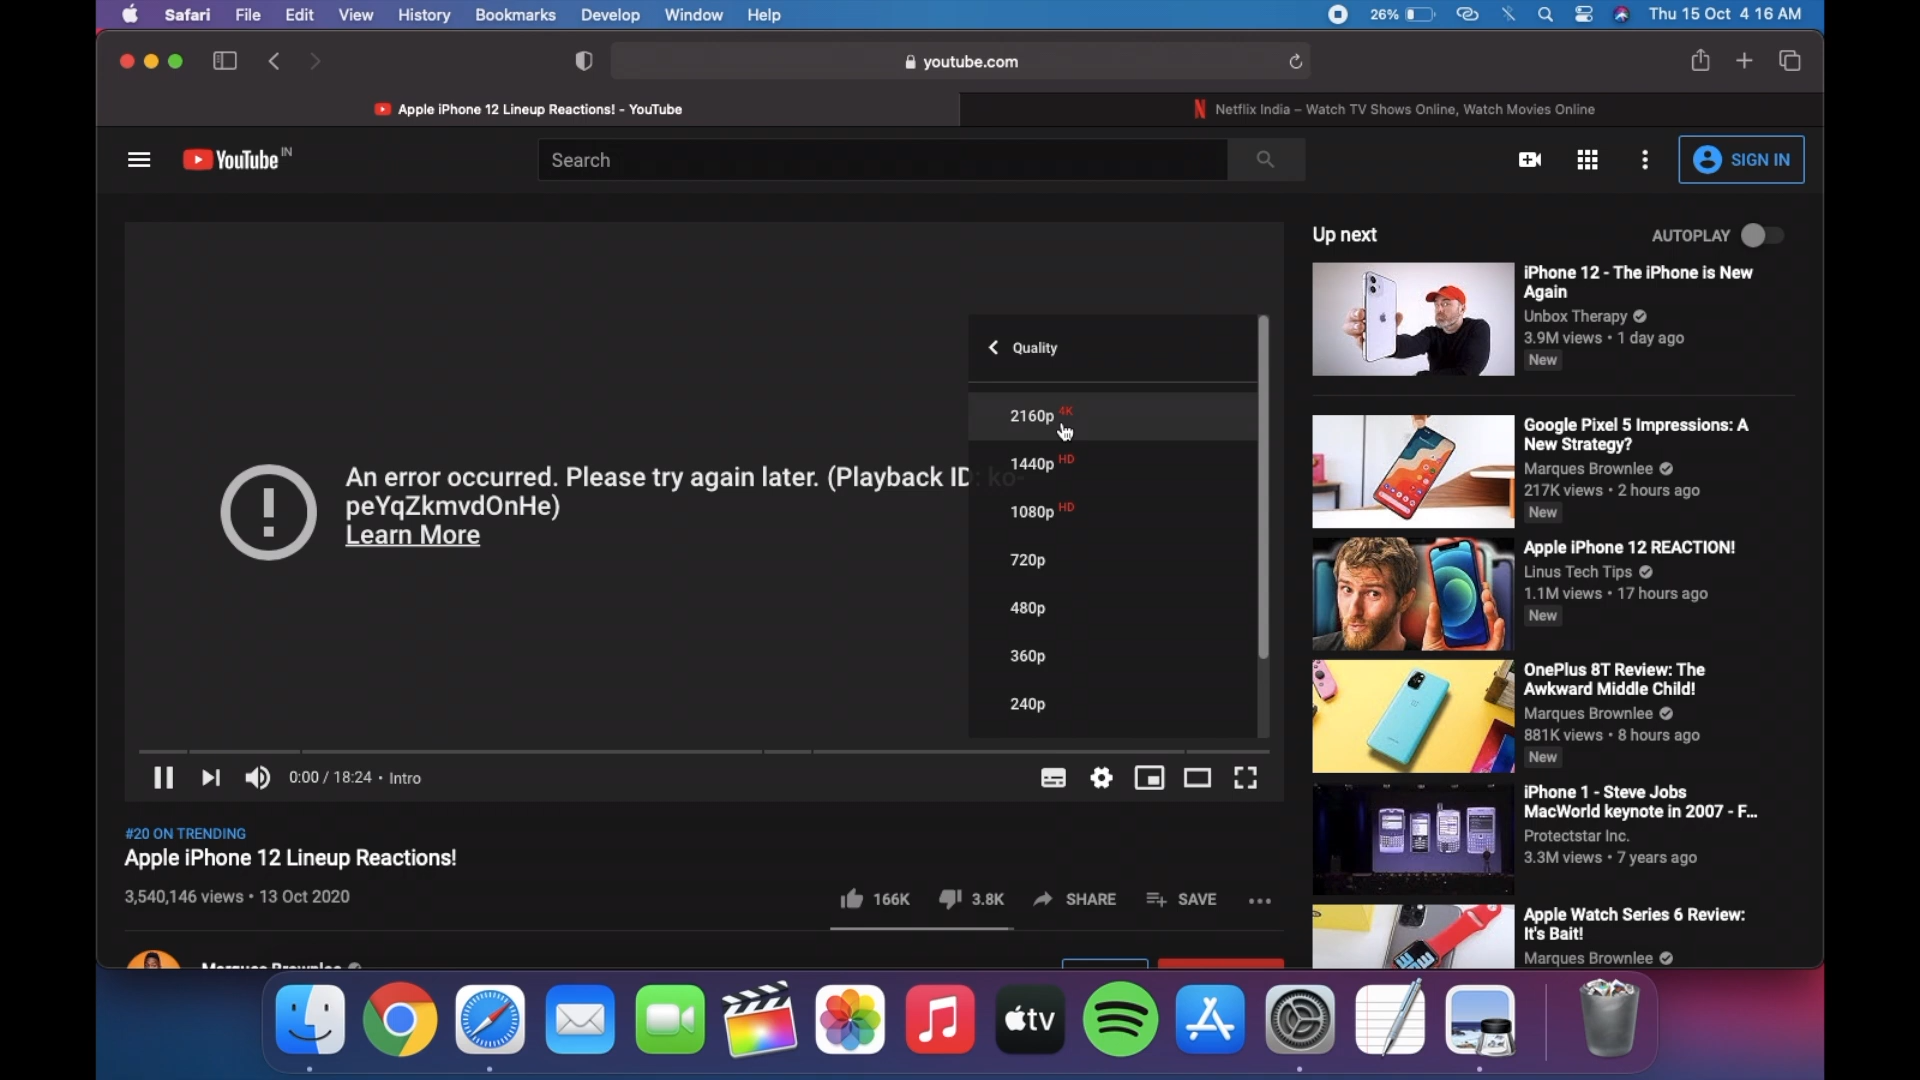 Safari File Edit View History Bookmarks Develop Window Help
26% Thu 15 Oct 4 16 AM
youtube.com
Apple iPhone 12 Lineup Reactions! - YouTube
Netflix India – Watch TV Shows Online, Watch Movies Online
YouTube IN
Search
SIGN IN
Up next
AUTOPLAY
iPhone 12 - The iPhone is New
Again
Unbox Therapy
3.9M views • 1 day ago
New
Quality
2160p 4K
1440p HD
1080p HD
720p
480p
360p
240p
An error occurred. Please try again later. (Playback ID: ko-
peYqZkmvdOnHe)
Learn More
Google Pixel 5 Impressions: A
New Strategy?
Marques Brownlee
217K views • 2 hours ago
New
Apple iPhone 12 REACTION!
Linus Tech Tips
1.1M views • 17 hours ago
New
OnePlus 8T Review: The
Awkward Middle Child!
Marques Brownlee
881K views • 8 hours ago
New
0:00 / 18:24 • Intro
iPhone 1 - Steve Jobs
MacWorld keynote in 2007 - F...
Protectstar Inc.
3.3M views • 7 years ago
#20 ON TRENDING
Apple iPhone 12 Lineup Reactions!
3,540,146 views • 13 Oct 2020
166K 3.8K SHARE SAVE
Apple Watch Series 6 Review:
It's Bait!
Marques Brownlee
Marques Brownlee
tv